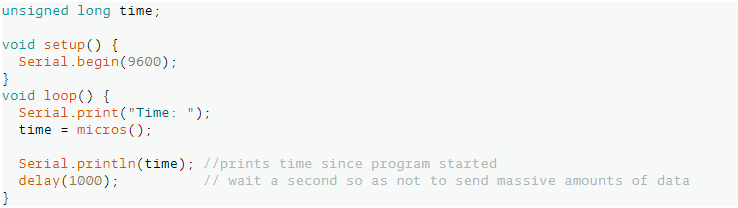 unsigned long time;

void setup() {
  Serial.begin(9600);
}
void loop() {
  Serial.print("Time: ");
  time = micros();

  Serial.println(time); //prints time since program started
  delay(1000);          // wait a second so as not to send massive amounts of data
}